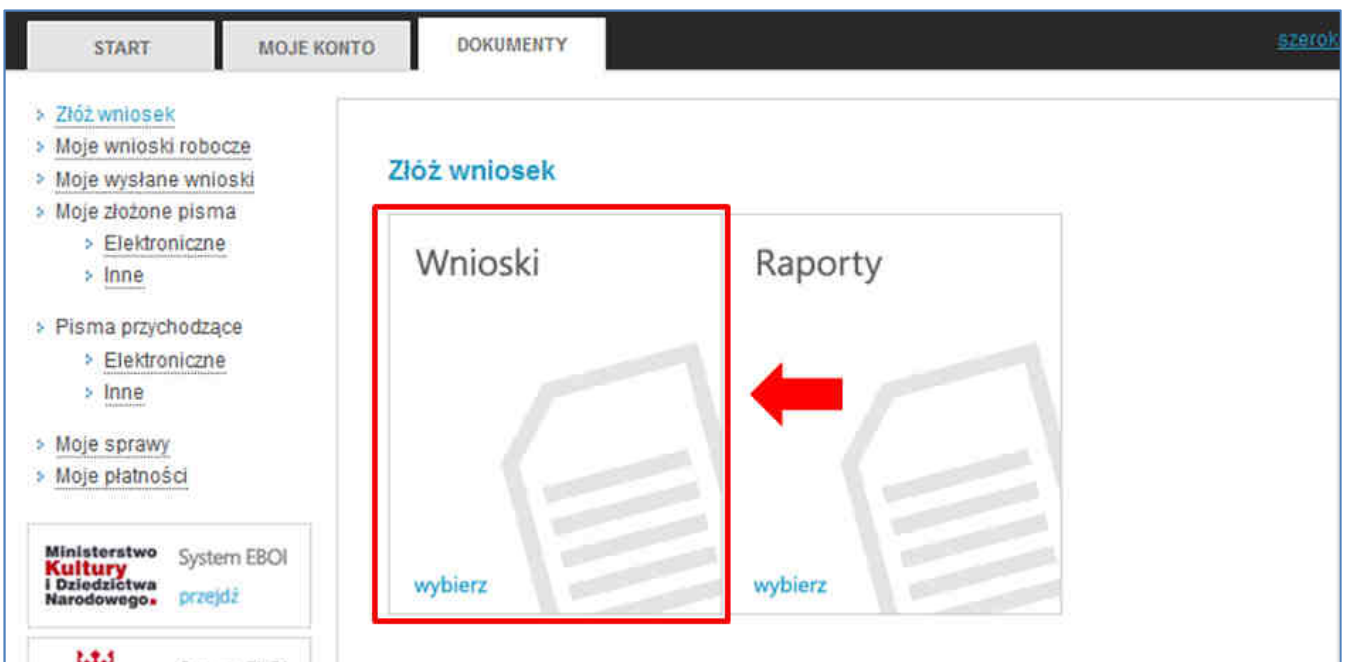 START
MOJE KONTO
DOKUMENTY
szerok
Złóż wniosek
Moje wnioski robocze
Moje wysłane wnioski
Moje złożone pisma
Elektroniczne
Inne
Pisma przychodzące
Elektroniczne
Inne
Moje sprawy
Moje płatności
Ministerstwo
Kultury
i Dziedzictwa
Narodowego.
System EBOI
przejdź
Złóż wniosek
Wnioski
wybierz
Raporty
wybierz